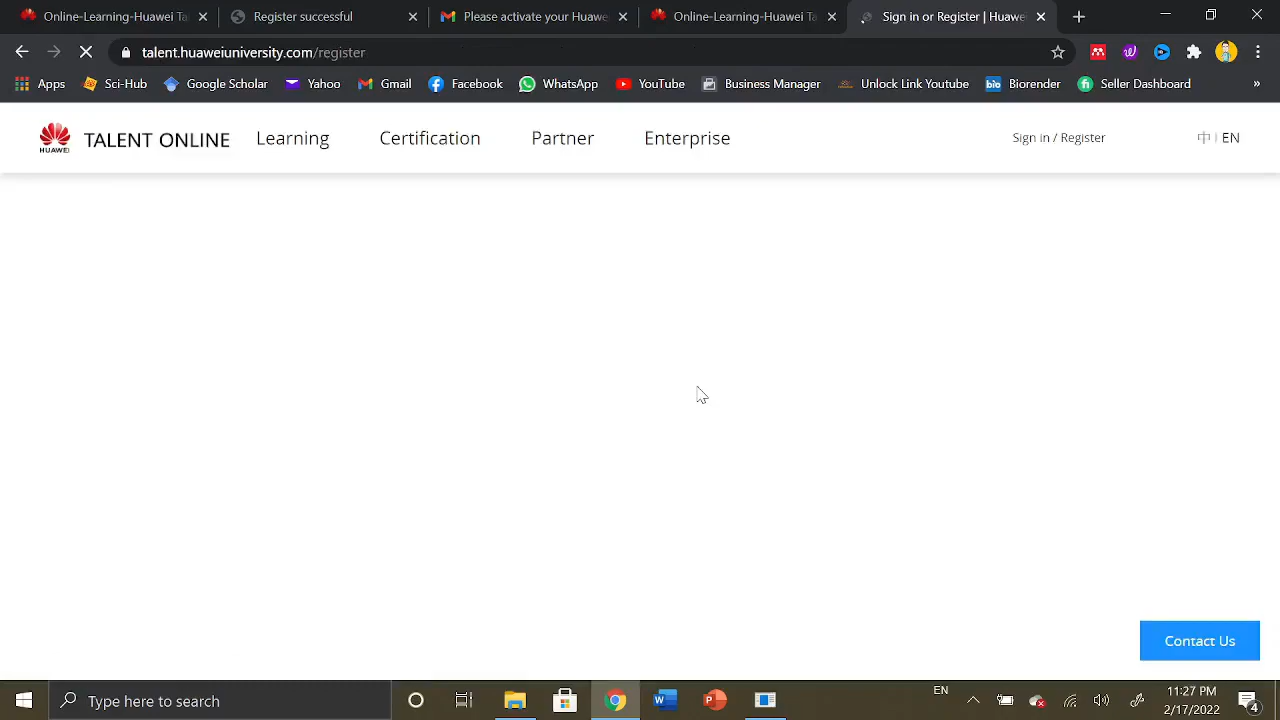 Online-Learning-Huawei Ta
Register successful
Please activate your Huawe
Online-Learning-Huawei Ta
Sign in or Register | Huawe
talent.huaweiuniversity.com/register
Apps
Sci-Hub
Google Scholar
Yahoo
Gmail
Facebook
WhatsApp
YouTube
Business Manager
Unlock Link Youtube
bio
Biorender
fi
Seller Dashboard
»
HUAWEI
TALENT ONLINE
Learning
Certification
Partner
Enterprise
Sign in / Register
中 | EN
Contact Us
Type here to search
EN
11:27 PM
2/17/2022
4